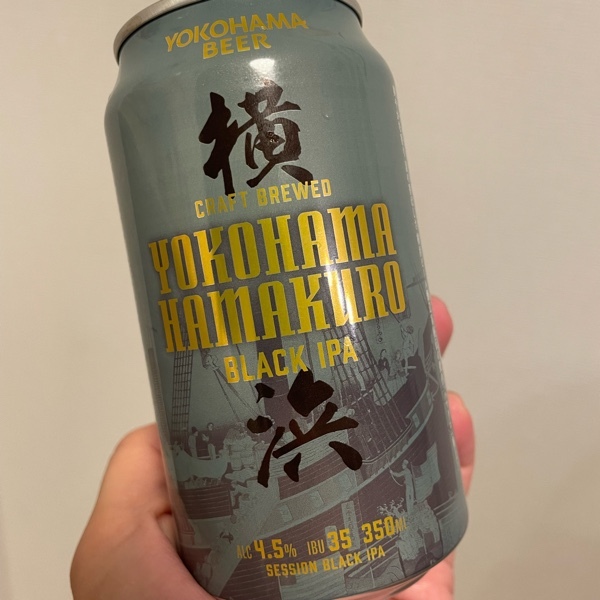 YOKOHAMA
BEER
横
CRAFT BREWED
YOKOHAMA
HAMAKURO
BLACK IPA
浜
ALC 4.5% IBU 35 350ml
SESSION BLACK IPA